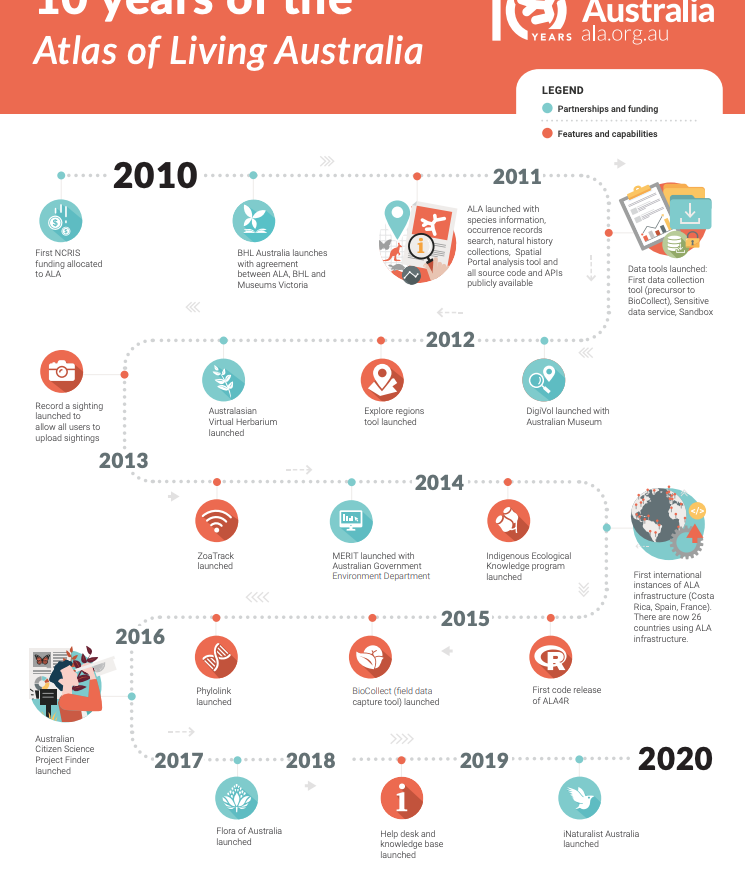 10 years of the
Atlas of Living Australia
Australia
YEARS
ala.org.au
LEGEND
Partnerships and funding
Features and capabilities
2010
2011
First NCRIS
funding allocated
to ALA
BHL Australia launches
with agreement
between ALA, BHL and
Museums Victoria
ALA launched with
species information,
occurrence records
search, natural history
collections, Spatial
Portal analysis tool and
all source code and APIs
publicly available
Data tools launched:
First data collection
tool (precursor to
BioCollect), Sensitive
data service, Sandbox
2012
Record a sighting
launched to
allow all users to
upload sightings
Australasian
Virtual Herbarium
launched
Explore regions
tool launched
DigiVol launched with
Australian Museum
2013
2014
ZoaTrack
launched
MERIT launched with
Australian Government
Environment Department
Indigenous Ecological
Knowledge program
launched
</>
First international
instances of ALA
infrastructure (Costa
Rica, Spain, France).
There are now 26
countries using ALA
infrastructure.
2015
2016
Phylolink
launched
BioCollect (field data
capture tool) launched
R
First code release
of ALA4R
Australian
Citizen Science
Project Finder
launched
2017
2018
2019
2020
Flora of Australia
launched
Help desk and
knowledge base
launched
iNaturalist Australia
launched